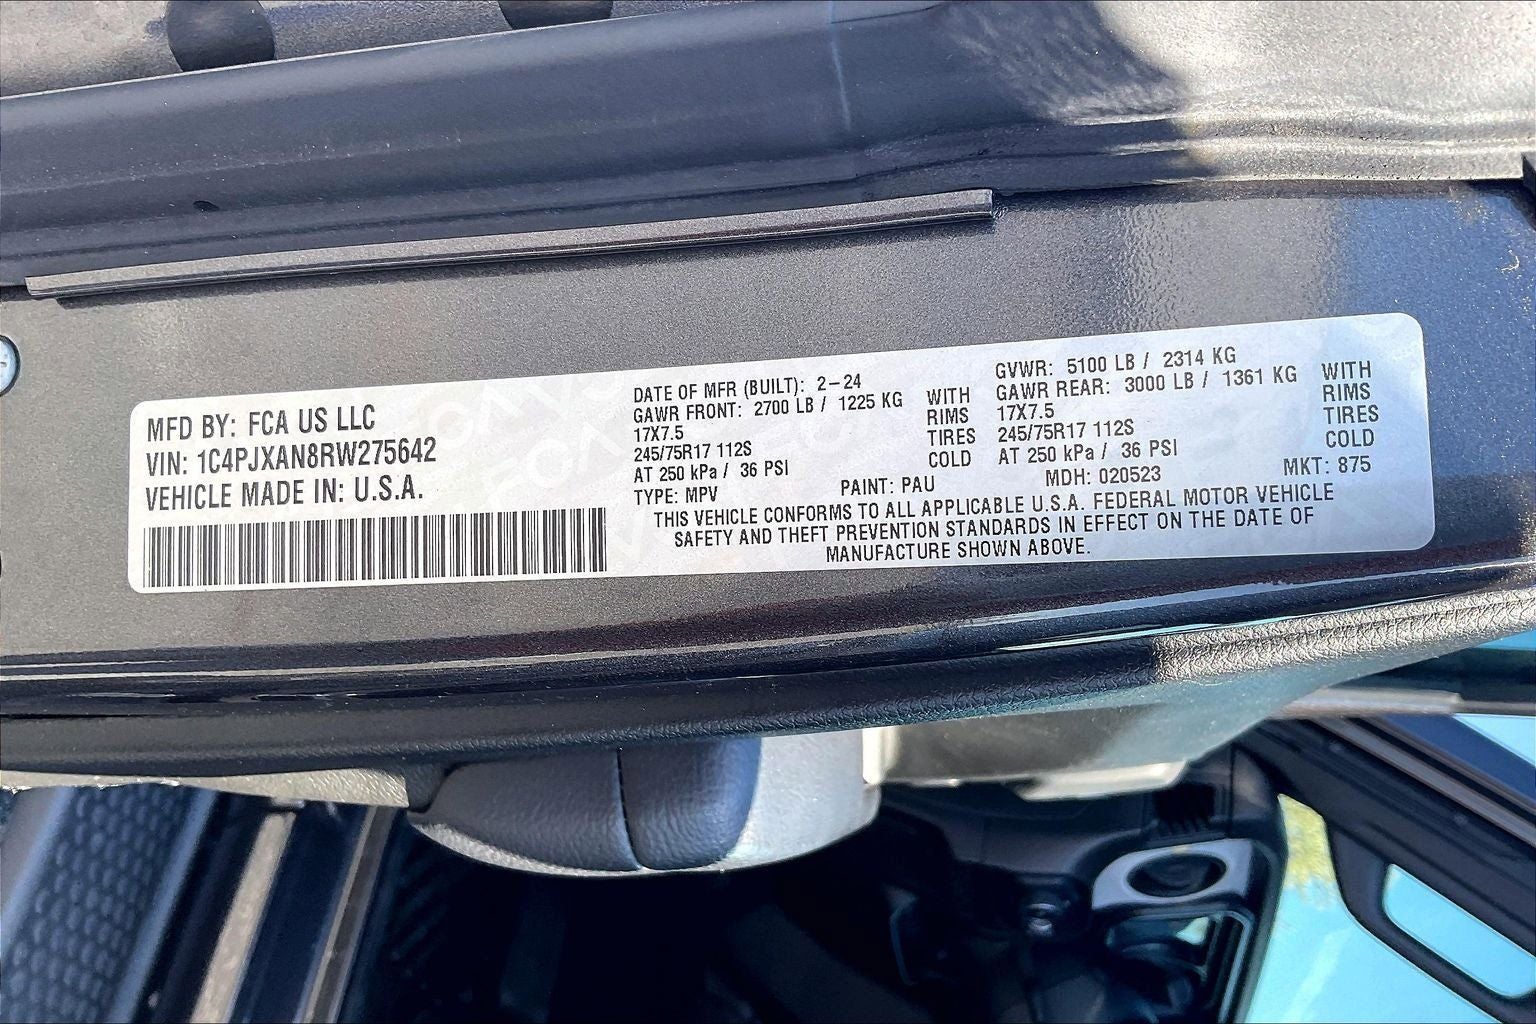 MFD BY: FCA US LLC
VIN: 1C4PJXAN8RW275642
VEHICLE MADE IN: U.S.A.
DATE OF MFR (BUILT): 2-24
GAWR FRONT: 2700 LB / 1225 KG WITH
17X7.5 RIMS
245/75R17 112S TIRES
AT 250 kPa / 36 PSI COLD
GVWR: 5100 LB / 2314 KG
GAWR REAR: 3000 LB / 1361 KG WITH
17X7.5 RIMS
245/75R17 112S TIRES
AT 250 kPa / 36 PSI COLD
TYPE: MPV PAINT: PAU MDH: 020523 MKT: 875
THIS VEHICLE CONFORMS TO ALL APPLICABLE U.S.A. FEDERAL MOTOR VEHICLE
SAFETY AND THEFT PREVENTION STANDARDS IN EFFECT ON THE DATE OF
MANUFACTURE SHOWN ABOVE.